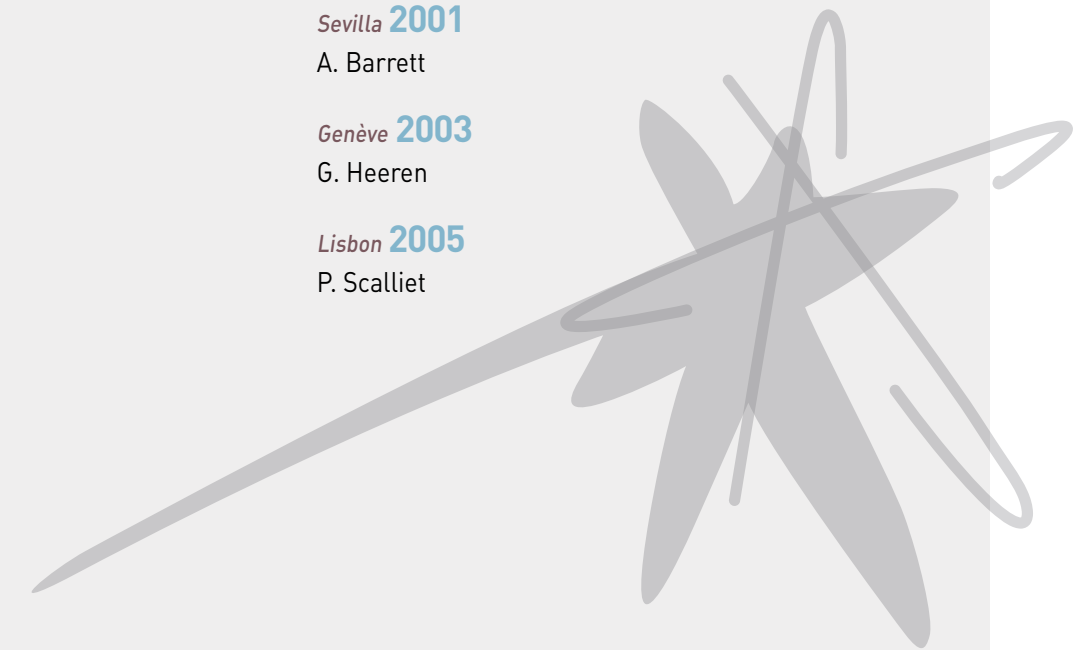 Sevilla 2001
A. Barrett
Genève 2003
G. Heeren
Lisbon 2005
P. Scalliet